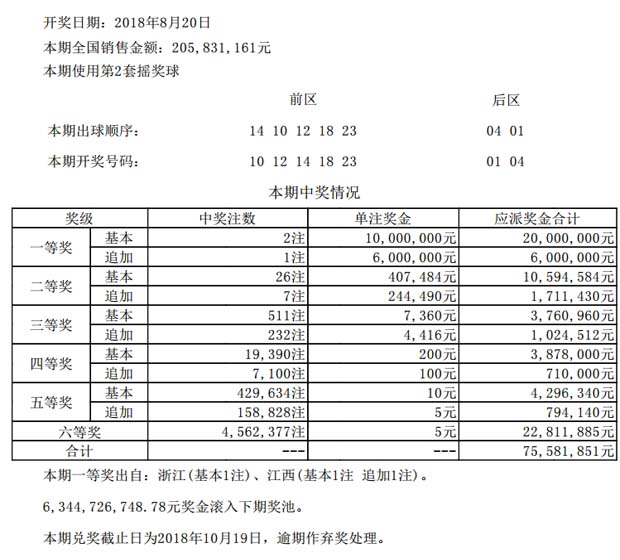 开奖日期：2018年8月20日
本期全国销售金额：205,831,161元
本期使用第2套摇奖球
前区 后区
本期出球顺序： 14 10 12 18 23 04 01
本期开奖号码： 10 12 14 18 23 01 04
本期中奖情况
奖级 中奖注数 单注奖金 应派奖金合计
一等奖 基本 2注 10,000,000元 20,000,000元
追加 1注 6,000,000元 6,000,000元
二等奖 基本 26注 407,484元 10,594,584元
追加 7注 244,490元 1,711,430元
三等奖 基本 511注 7,360元 3,760,960元
追加 232注 4,416元 1,024,512元
四等奖 基本 19,390注 200元 3,878,000元
追加 7,100注 100元 710,000元
五等奖 基本 429,634注 10元 4,296,340元
追加 158,828注 5元 794,140元
六等奖 4,562,377注 5元 22,811,885元
合计 --- --- 75,581,851元
本期一等奖出自：浙江(基本1注)、江西(基本1注 追加1注)。
6,344,726,748.78元奖金滚入下期奖池。
本期兑奖截止日为2018年10月19日，逾期作弃奖处理。